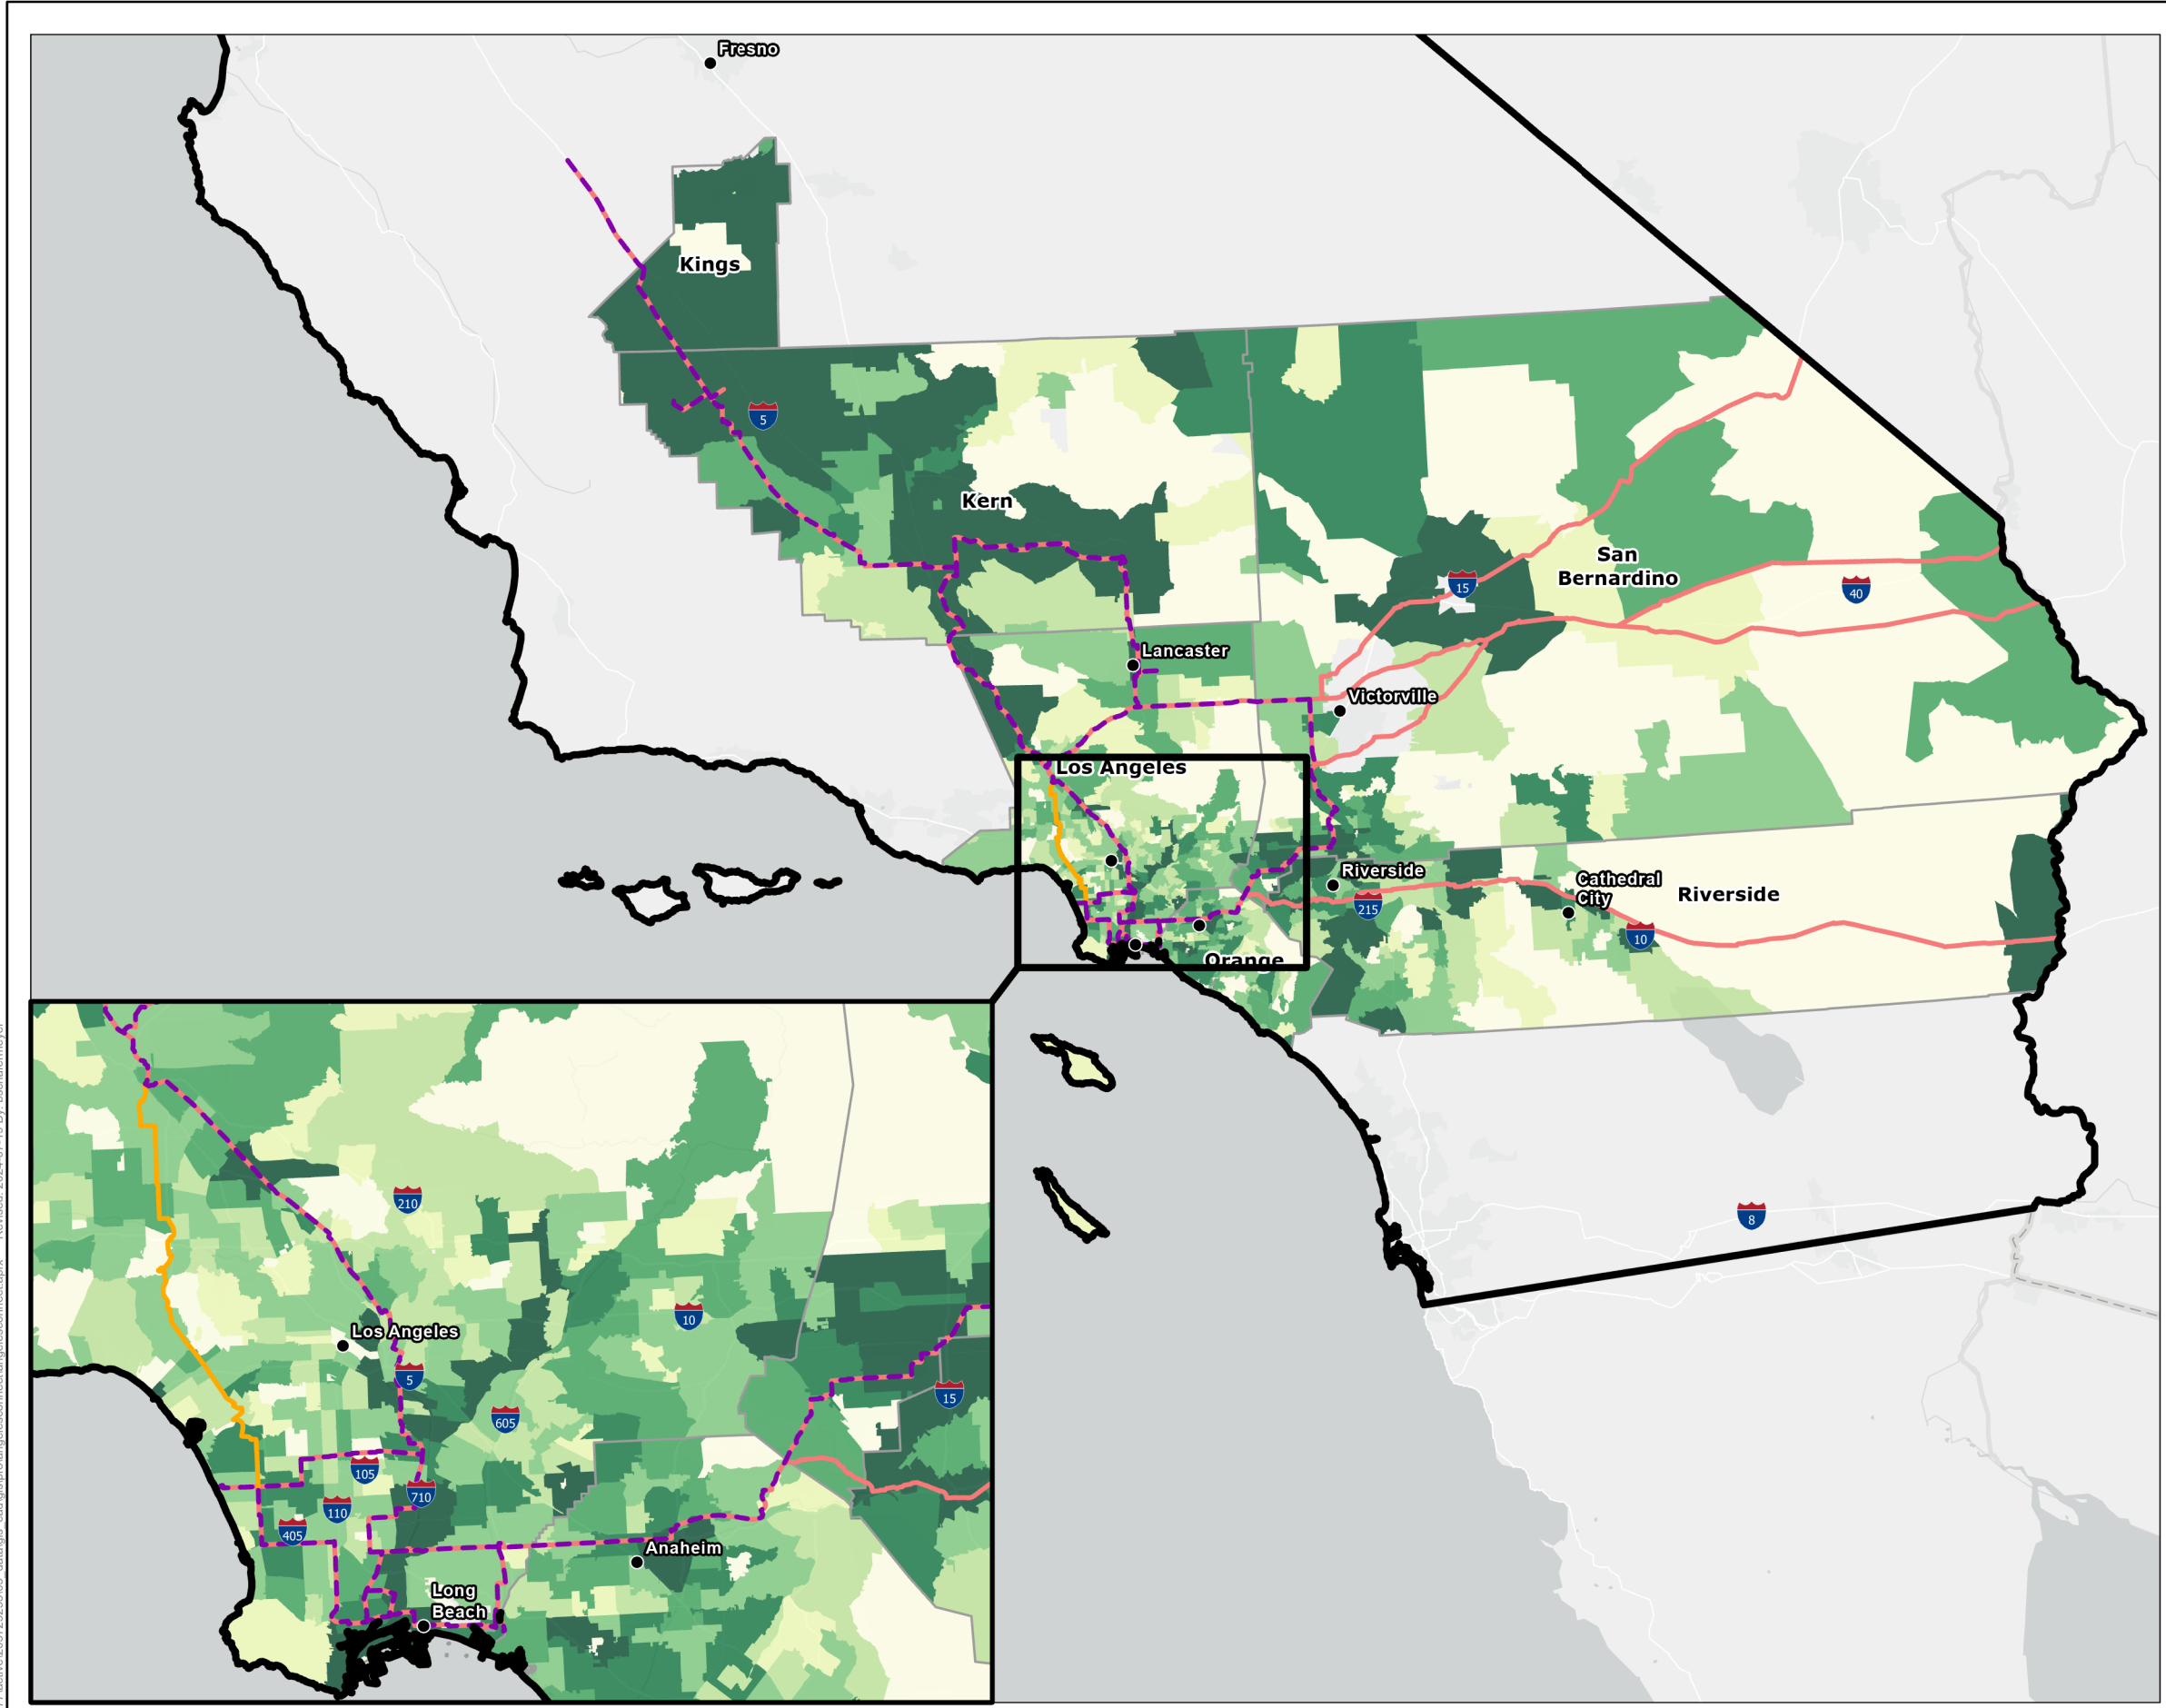 Fresno
Kings
5
Kern
San
Bernardino
15
40
Lancaster
Victorville
Los Angeles
Riverside
Cathedral
City
Riverside
215
10
Orange
8
210
10
Los Angeles
5
15
605
105
710
110
405
Anaheim
Long
Beach